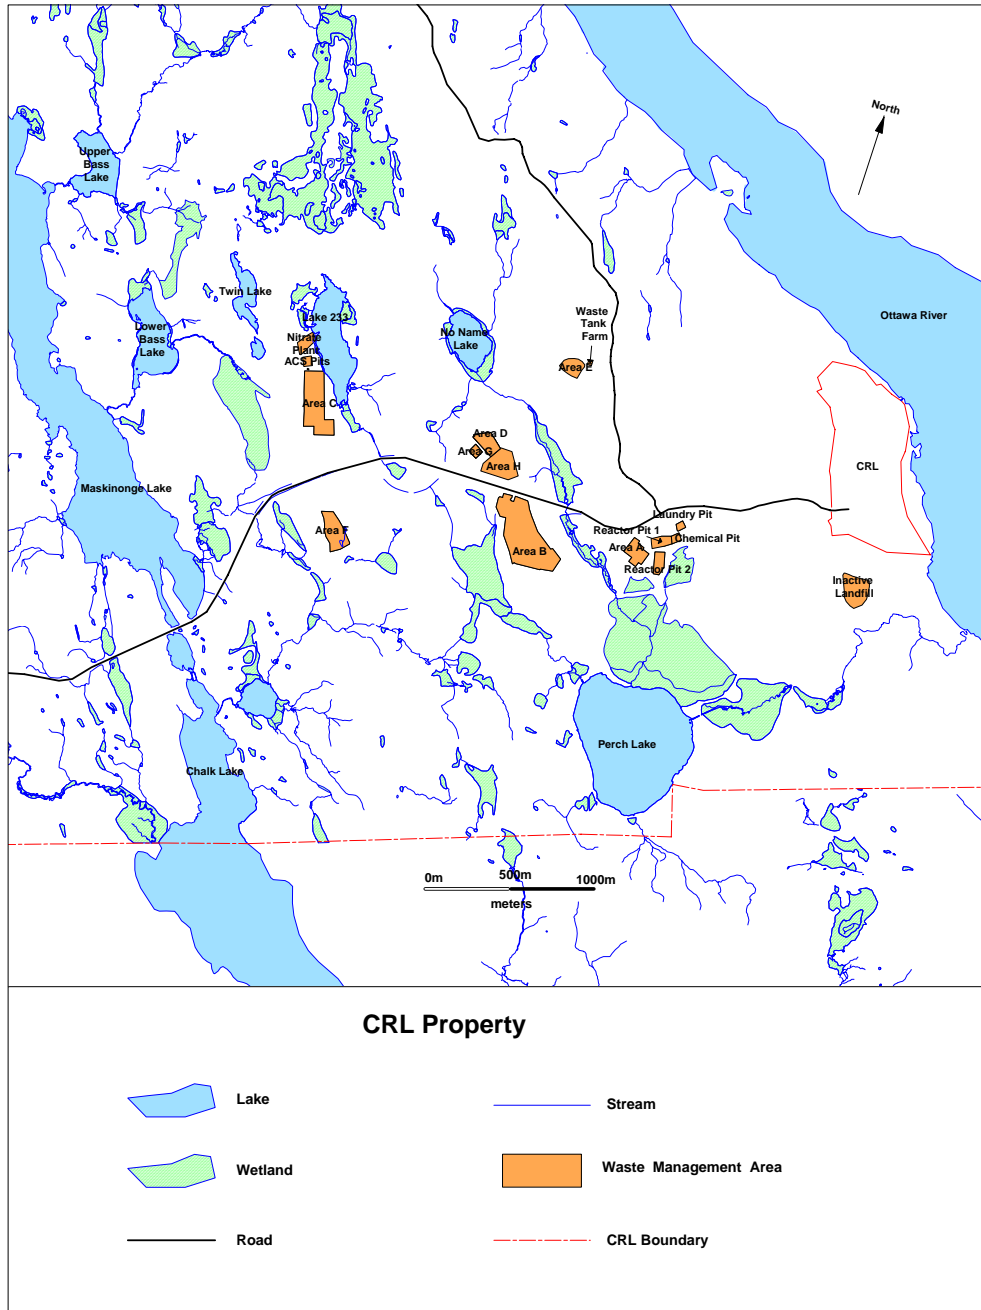 North
Upper
Bass
Lake
Twin Lake
Lake 233
Waste
Tank
Farm
Ottawa River
Lower
Bass
Lake
No Name
Lake
Nitrate
Plant
ACS Pits
Area E
Area C
Area D
Area G
Area H
CRL
Maskinonge Lake
Laundry Pit
Reactor Pit 1
Chemical Pit
Area F
Area B
Area A
Reactor Pit 2
Inactive
Landfill
Perch Lake
Chalk Lake
0m 500m 1000m
meters
CRL Property
Lake
Stream
Wetland
Waste Management Area
Road
CRL Boundary